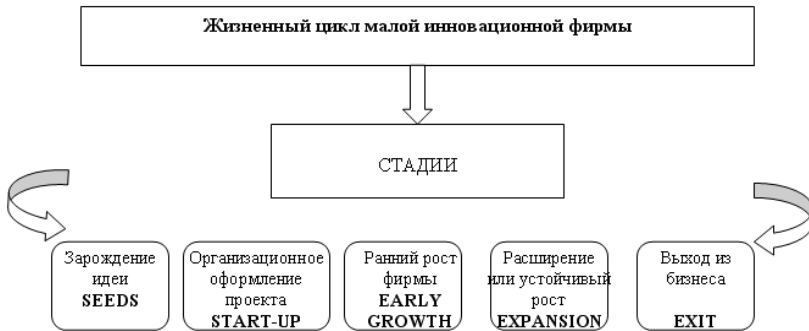 Жизненный цикл малой инновационной фирмы
СТАДИИ
Зарождение
идеи
SEEDS
Организационное
оформление
проекта
START-UP
Ранний рост
фирмы
EARLY
GROWTH
Расширение
или устойчивый
рост
EXPANSION
Выход из
бизнеса
EXIT